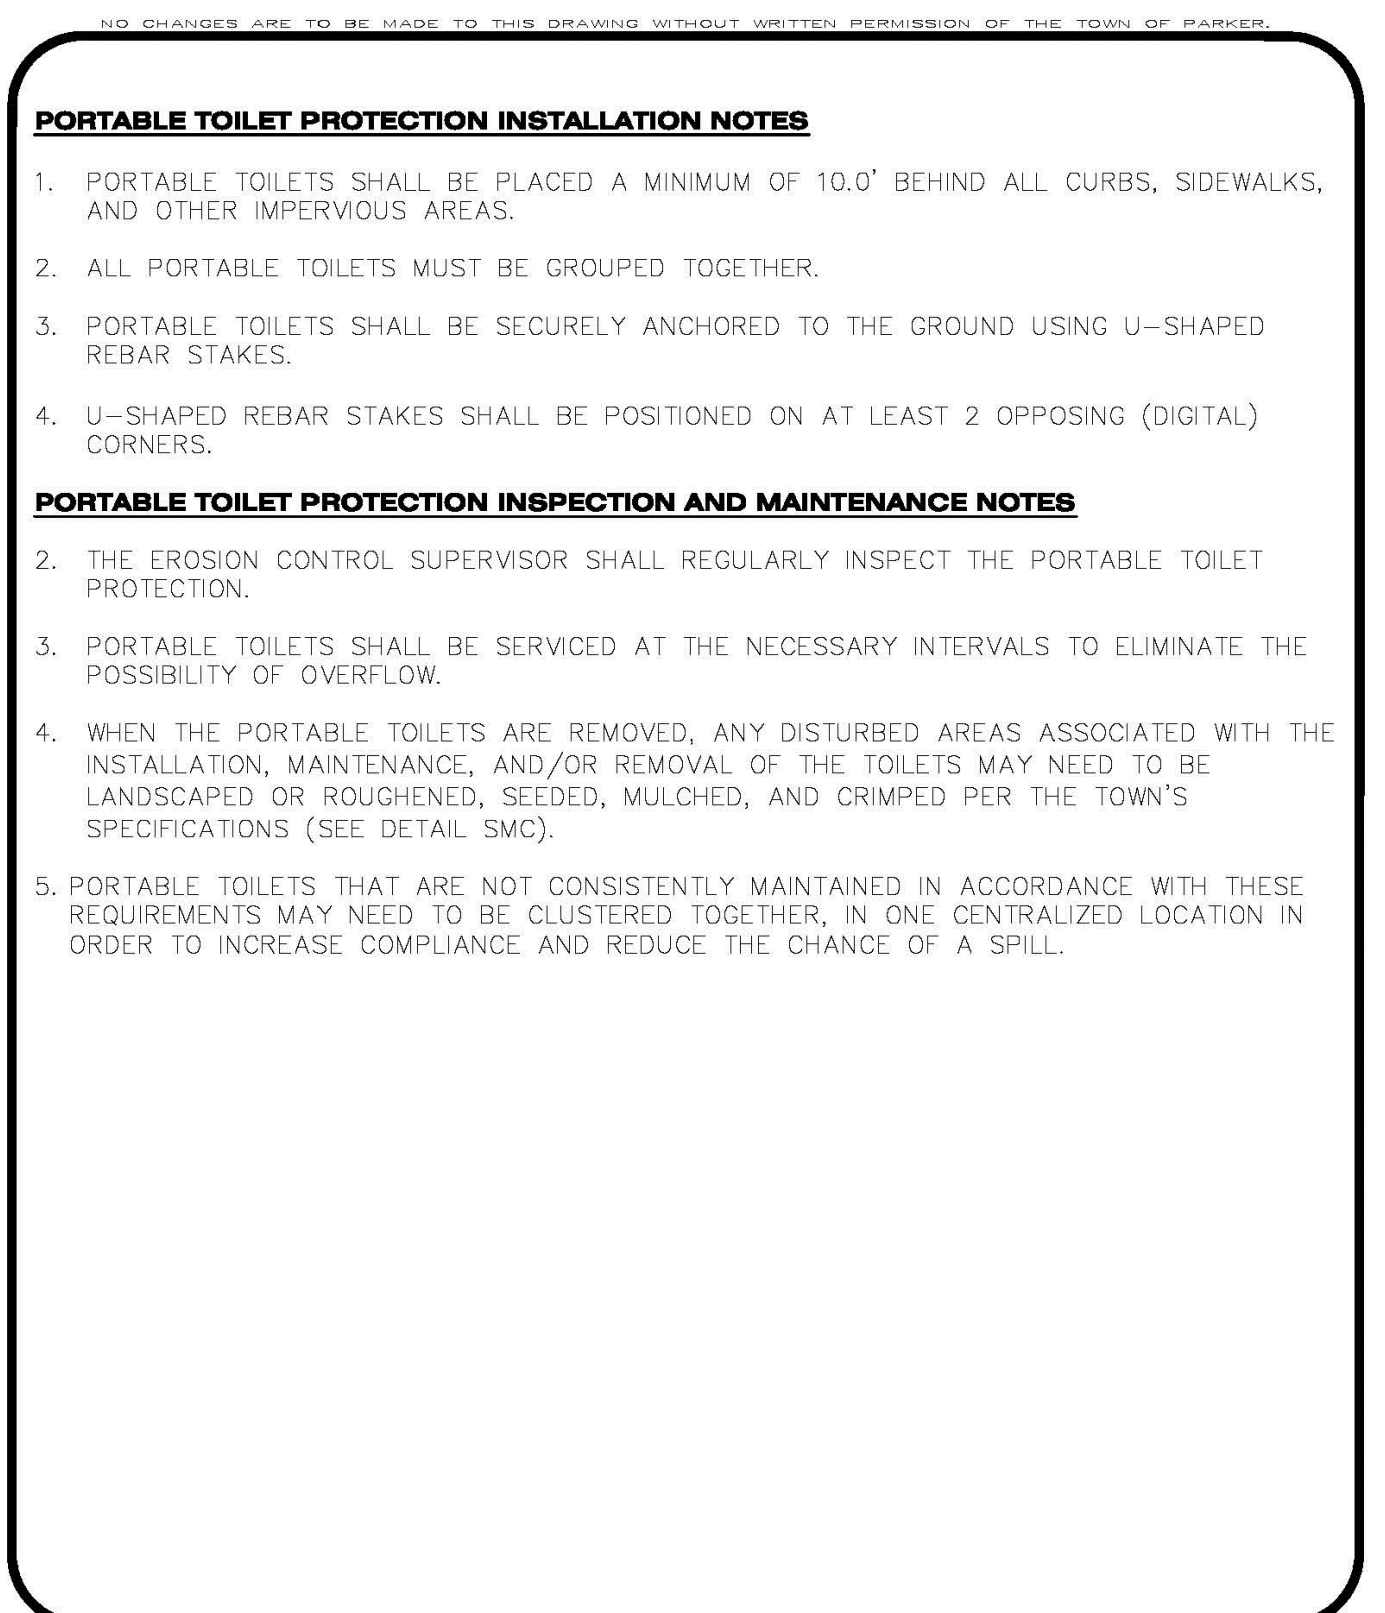 NO CHANGES ARE TO BE MADE TO THIS DRAWING WITHOUT WRITTEN PERMISSION OF THE TOWN OF PARKER.
PORTABLE TOILET PROTECTION INSTALLATION NOTES
1. PORTABLE TOILETS SHALL BE PLACED A MINIMUM OF 10.0' BEHIND ALL CURBS, SIDEWALKS,
AND OTHER IMPERVIOUS AREAS.
2. ALL PORTABLE TOILETS MUST BE GROUPED TOGETHER.
3. PORTABLE TOILETS SHALL BE SECURELY ANCHORED TO THE GROUND USING U-SHAPED
REBAR STAKES.
4. U-SHAPED REBAR STAKES SHALL BE POSITIONED ON AT LEAST 2 OPPOSING (DIGITAL)
CORNERS.
PORTABLE TOILET PROTECTION INSPECTION AND MAINTENANCE NOTES
2. THE EROSION CONTROL SUPERVISOR SHALL REGULARLY INSPECT THE PORTABLE TOILET
PROTECTION.
3. PORTABLE TOILETS SHALL BE SERVICED AT THE NECESSARY INTERVALS TO ELIMINATE THE
POSSIBILITY OF OVERFLOW.
4. WHEN THE PORTABLE TOILETS ARE REMOVED, ANY DISTURBED AREAS ASSOCIATED WITH THE
INSTALLATION, MAINTENANCE, AND/OR REMOVAL OF THE TOILETS MAY NEED TO BE
LANDSCAPED OR ROUGHENED, SEEDED, MULCHED, AND CRIMPED PER THE TOWN'S
SPECIFICATIONS (SEE DETAIL SMC).
5. PORTABLE TOILETS THAT ARE NOT CONSISTENTLY MAINTAINED IN ACCORDANCE WITH THESE
REQUIREMENTS MAY NEED TO BE CLUSTERED TOGETHER, IN ONE CENTRALIZED LOCATION IN
ORDER TO INCREASE COMPLIANCE AND REDUCE THE CHANCE OF A SPILL.